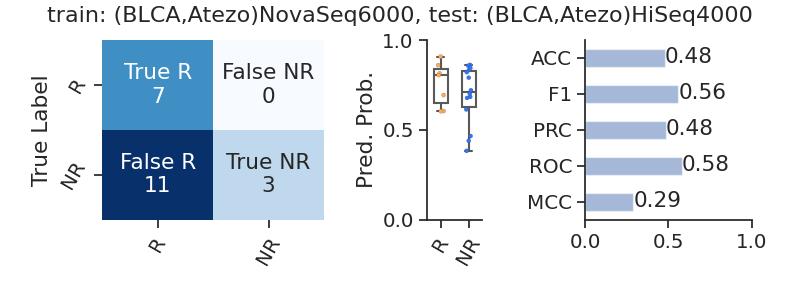 train: (BLCA,Atezo)NovaSeq6000, test: (BLCA,Atezo)HiSeq4000
True Label
R
NR
True R
7
False NR
0
False R
11
True NR
3
R
NR
Pred. Prob.
1.0
0.5
0.0
R
NR
ACC
0.48
F1
0.56
PRC
0.48
ROC
0.58
MCC
0.29
0.0
0.5
1.0